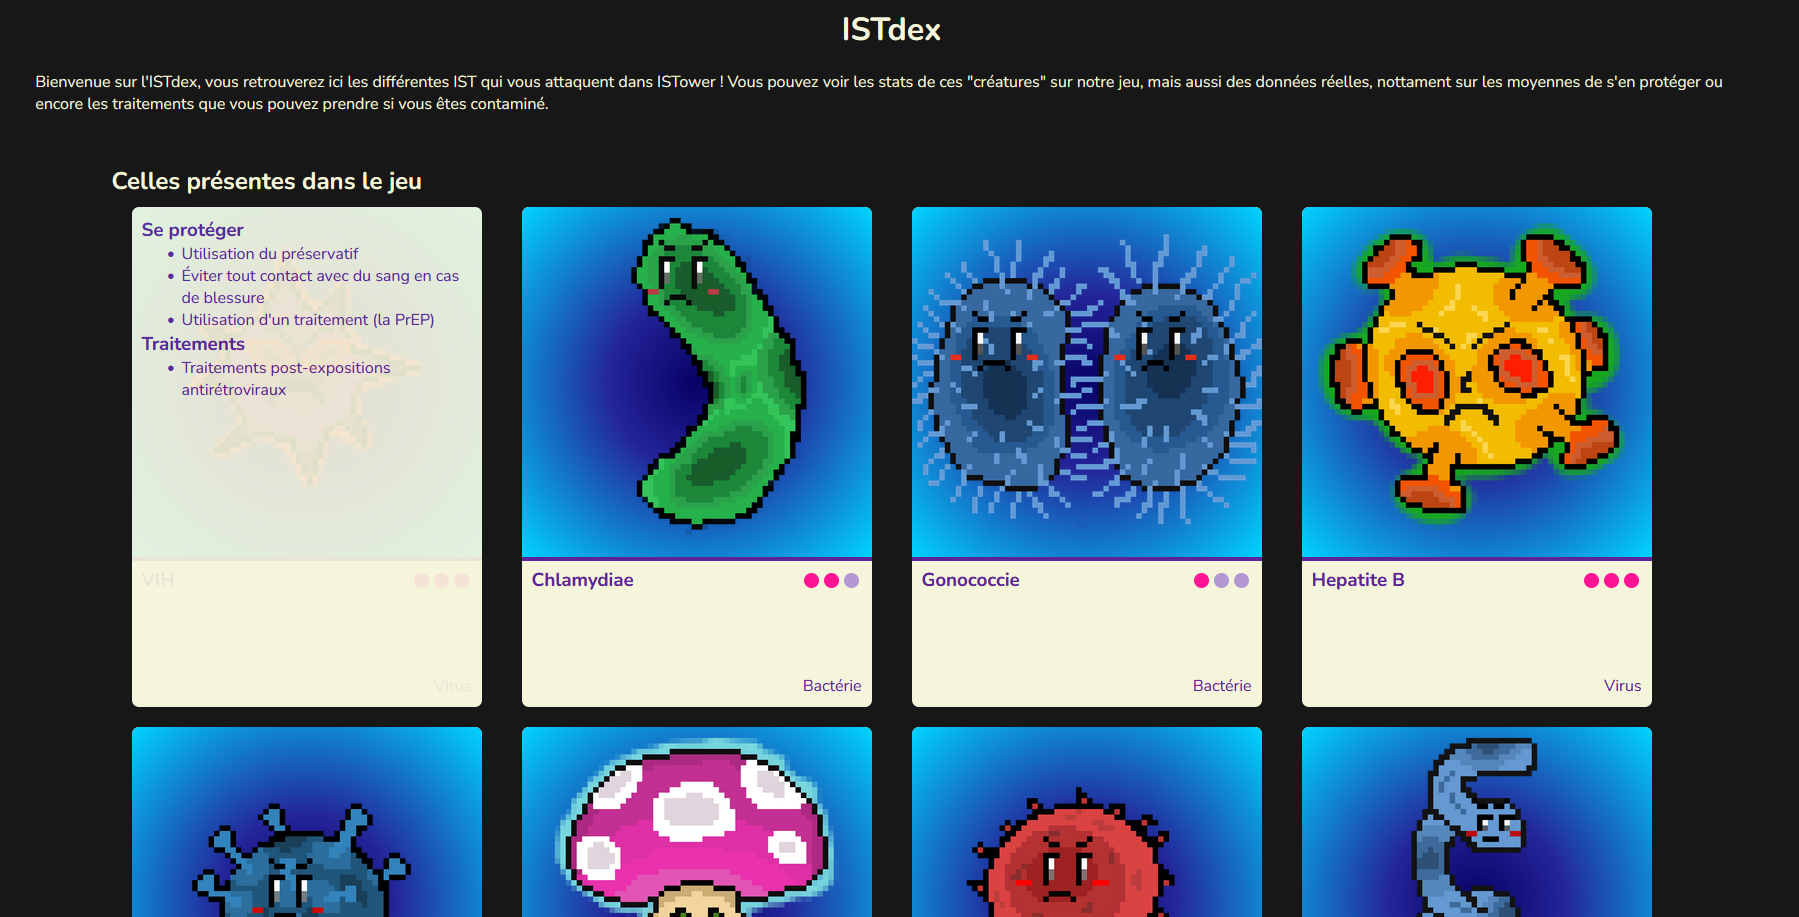 ISTdex
Bienvenue sur l'ISTdex, vous retrouverez ici les différentes IST qui vous attaquent dans ISTower ! Vous pouvez voir les stats de ces "créatures" sur notre jeu, mais aussi des données réelles, nottament sur les moyennes de s'en protéger ou
encore les traitements que vous pouvez prendre si vous êtes contaminé.
Celles présentes dans le jeu
Se protéger
• Utilisation du préservatif
• Éviter tout contact avec du sang en cas
de blessure
• Utilisation d'un traitement (la PrEP)
Traitements
• Traitements post-expositions
antirétroviraux
VIH
Virus
Chlamydiae
Bactérie
Gonococcie
Bactérie
Hepatite B
Virus